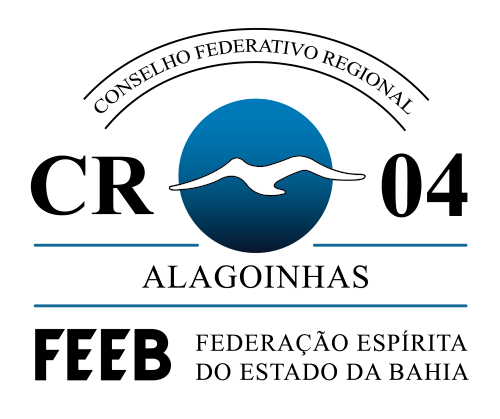 CONSELHO FEDERATIVO REGIONAL
CR 04
ALAGOINHAS
FEEB
FEDERAÇÃO ESPÍRITA
DO ESTADO DA BAHIA